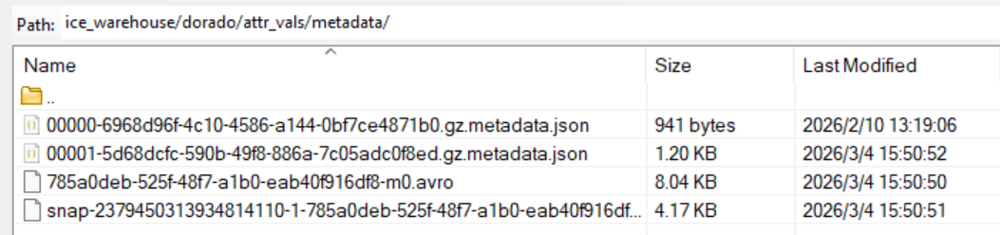 Path: ice_warehouse/dorado/attr_vals/metadata/
Name Size Last Modified
..
00000-6968d96f-4c10-4586-a144-0bf7ce4871b0.gz.metadata.json 941 bytes 2026/2/10 13:19:06
00001-5d68dcfc-590b-49f8-886a-7c05adc0f8ed.gz.metadata.json 1.20 KB 2026/3/4 15:50:52
785a0deb-525f-48f7-a1b0-eab40f916df8-m0.avro 8.04 KB 2026/3/4 15:50:50
snap-2379450313934814110-1-785a0deb-525f-48f7-a1b0-eab40f916df... 4.17 KB 2026/3/4 15:50:51